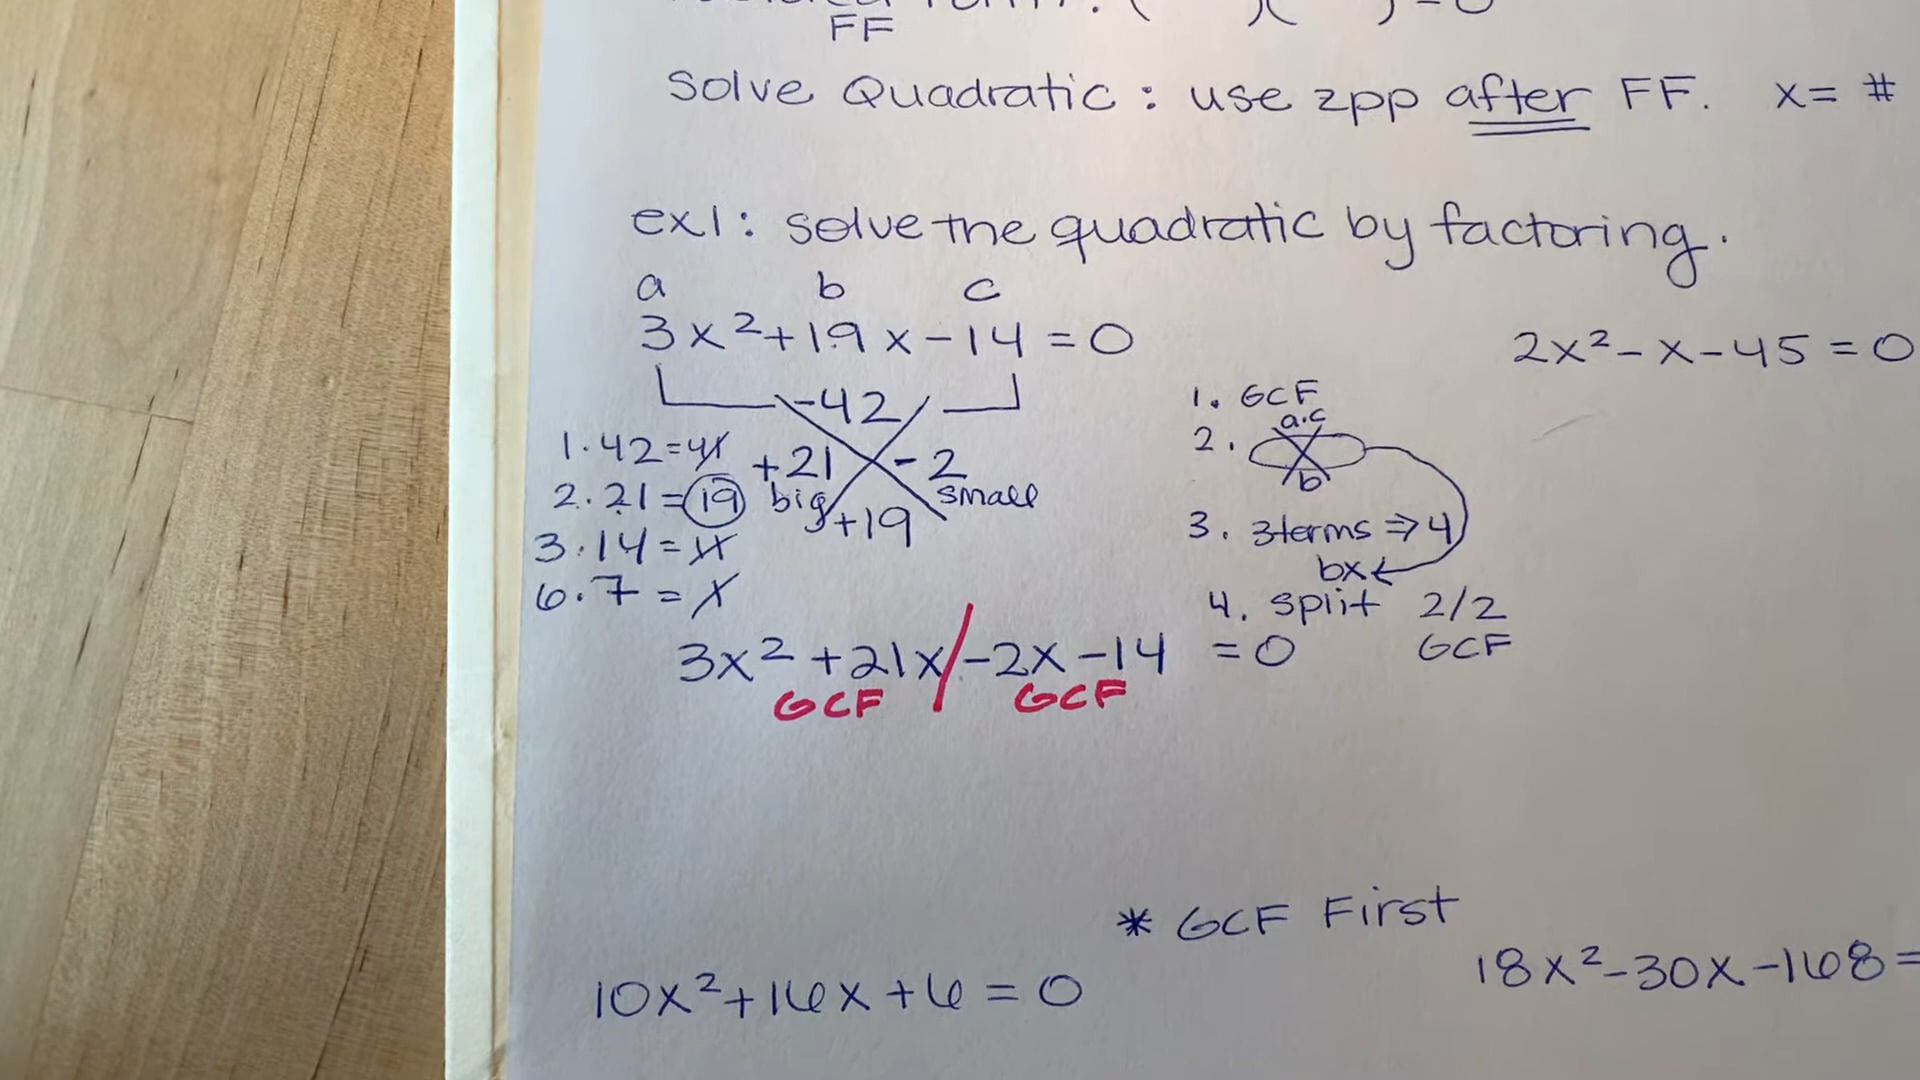 FF
Solve Quadratic: use zpp after FF. x= #
ex1: solve the quadratic by factoring.
a b c
3x²+19x-14=0
2x²-x-45=0
-42
1·42=41
2·21=19
3·14=11
6·7=1
+21 -2
big small
+19
1. GCF
2. a·c
b
3. 3terms ⇒ 4
bx←
4. split 2/2
GCF
3x²+21x/-2x-14 =0
GCF GCF
* GCF First
10x²+16x+6=0
18x²-30x-168=